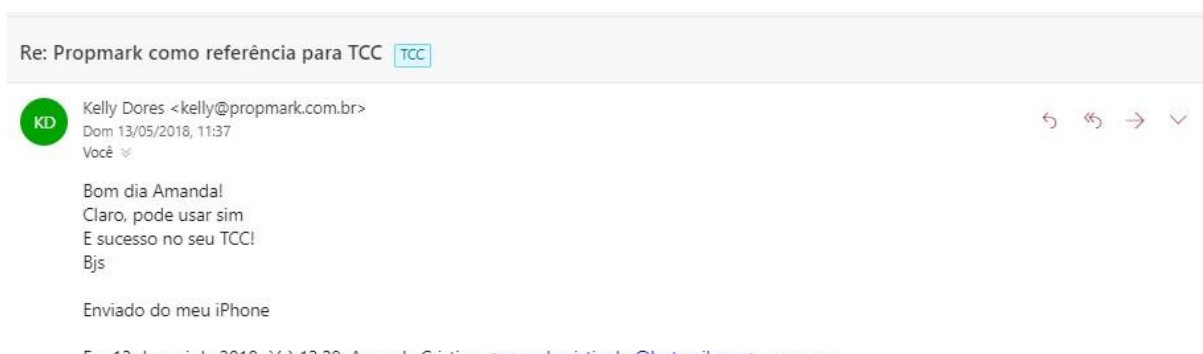 Re: Propmark como referência para TCC TCC
KD
Kelly Dores <kelly@propmark.com.br>
Dom 13/05/2018, 11:37
Você
Bom dia Amanda!
Claro, pode usar sim
E sucesso no seu TCC!
Bjs
Enviado do meu iPhone